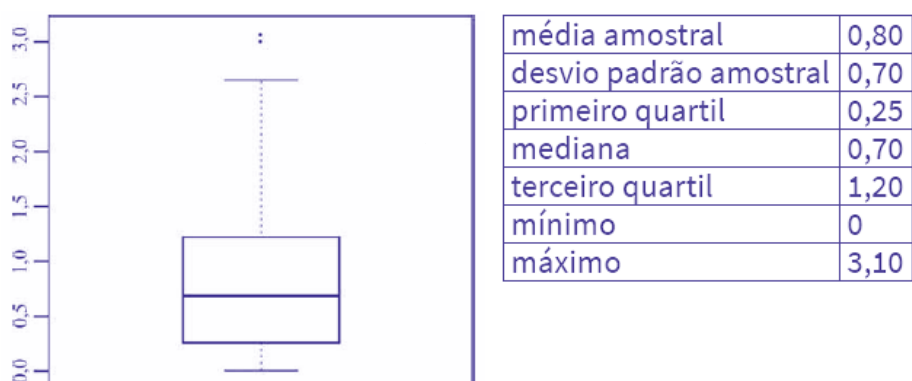 3,0
2,5
2,0
1,5
1,0
0,5
0,0
média amostral 0,80
desvio padrão amostral 0,70
primeiro quartil 0,25
mediana 0,70
terceiro quartil 1,20
mínimo 0
máximo 3,10